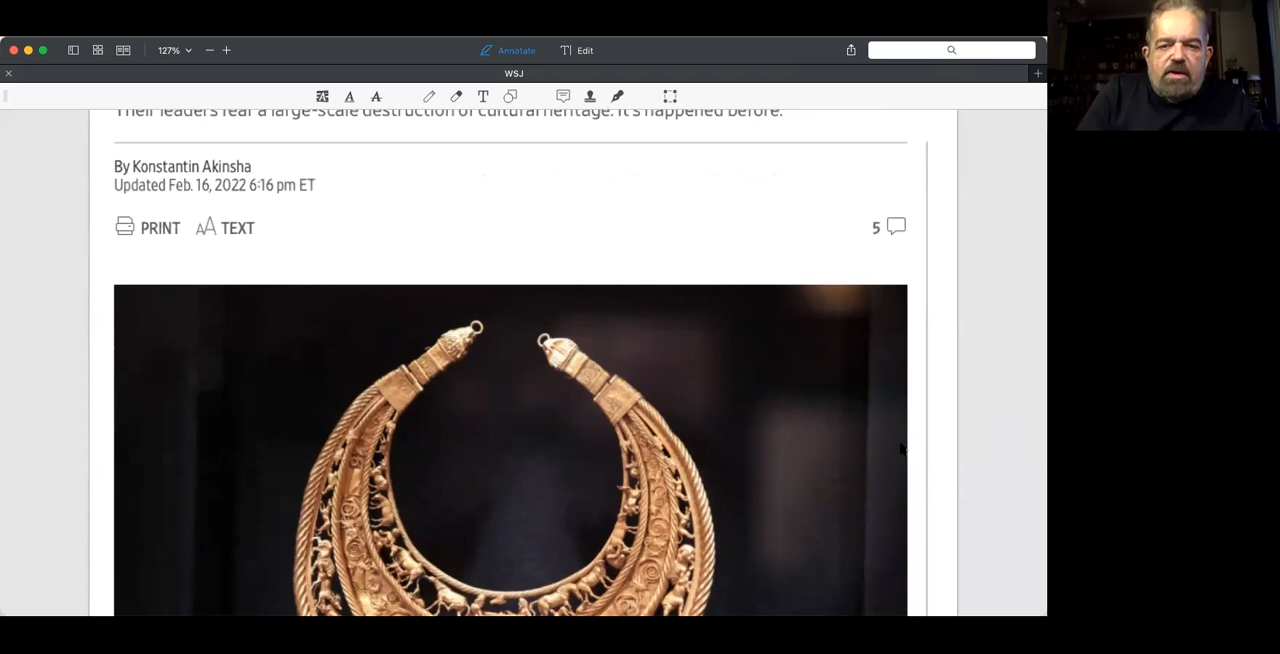 127%
Annotate
T Edit
WSJ
Their leaders fear a large-scale destruction of cultural heritage. It's happened before.
By Konstantin Akinsha
Updated Feb. 16, 2022 6:16 pm ET
PRINT AA TEXT
5